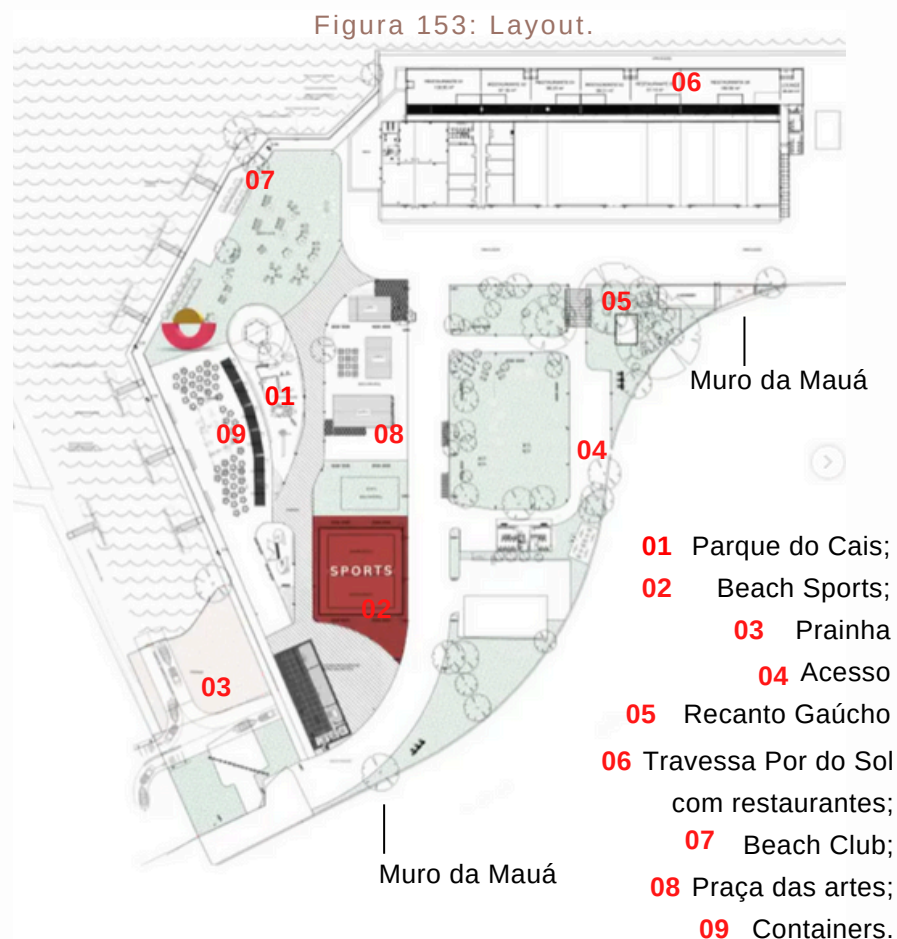 Figura 153: Layout.
06
07
05
Muro da Mauá
01
09
08
04
SPORTS
02
03
Muro da Mauá
01 Parque do Cais;
02 Beach Sports;
03 Prainha
04 Acesso
05 Recanto Gaúcho
06 Travessa Por do Sol
com restaurantes;
07 Beach Club;
08 Praça das artes;
09 Containers.